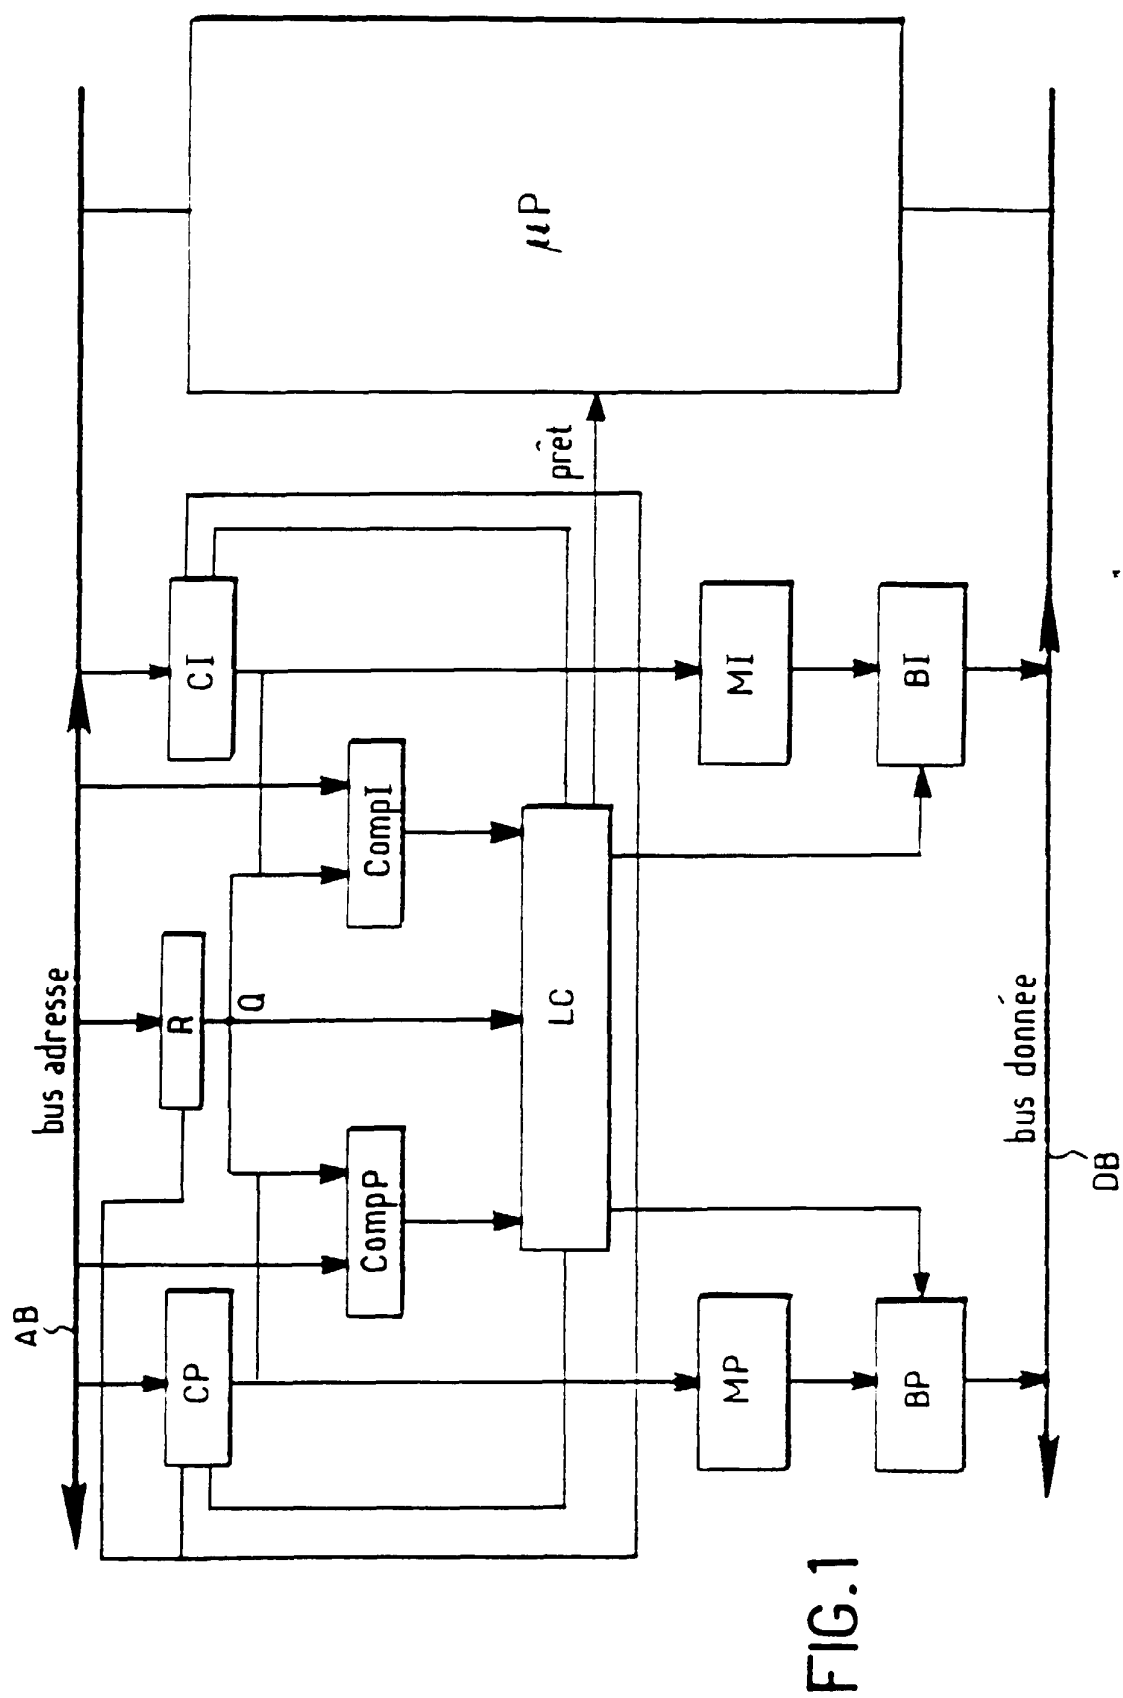 AB
bus adresse
CP
R
Q
CI
CompP
CompI
LC
prêt
µP
MP
MI
BP
BI
bus donnée
DB
FIG.1